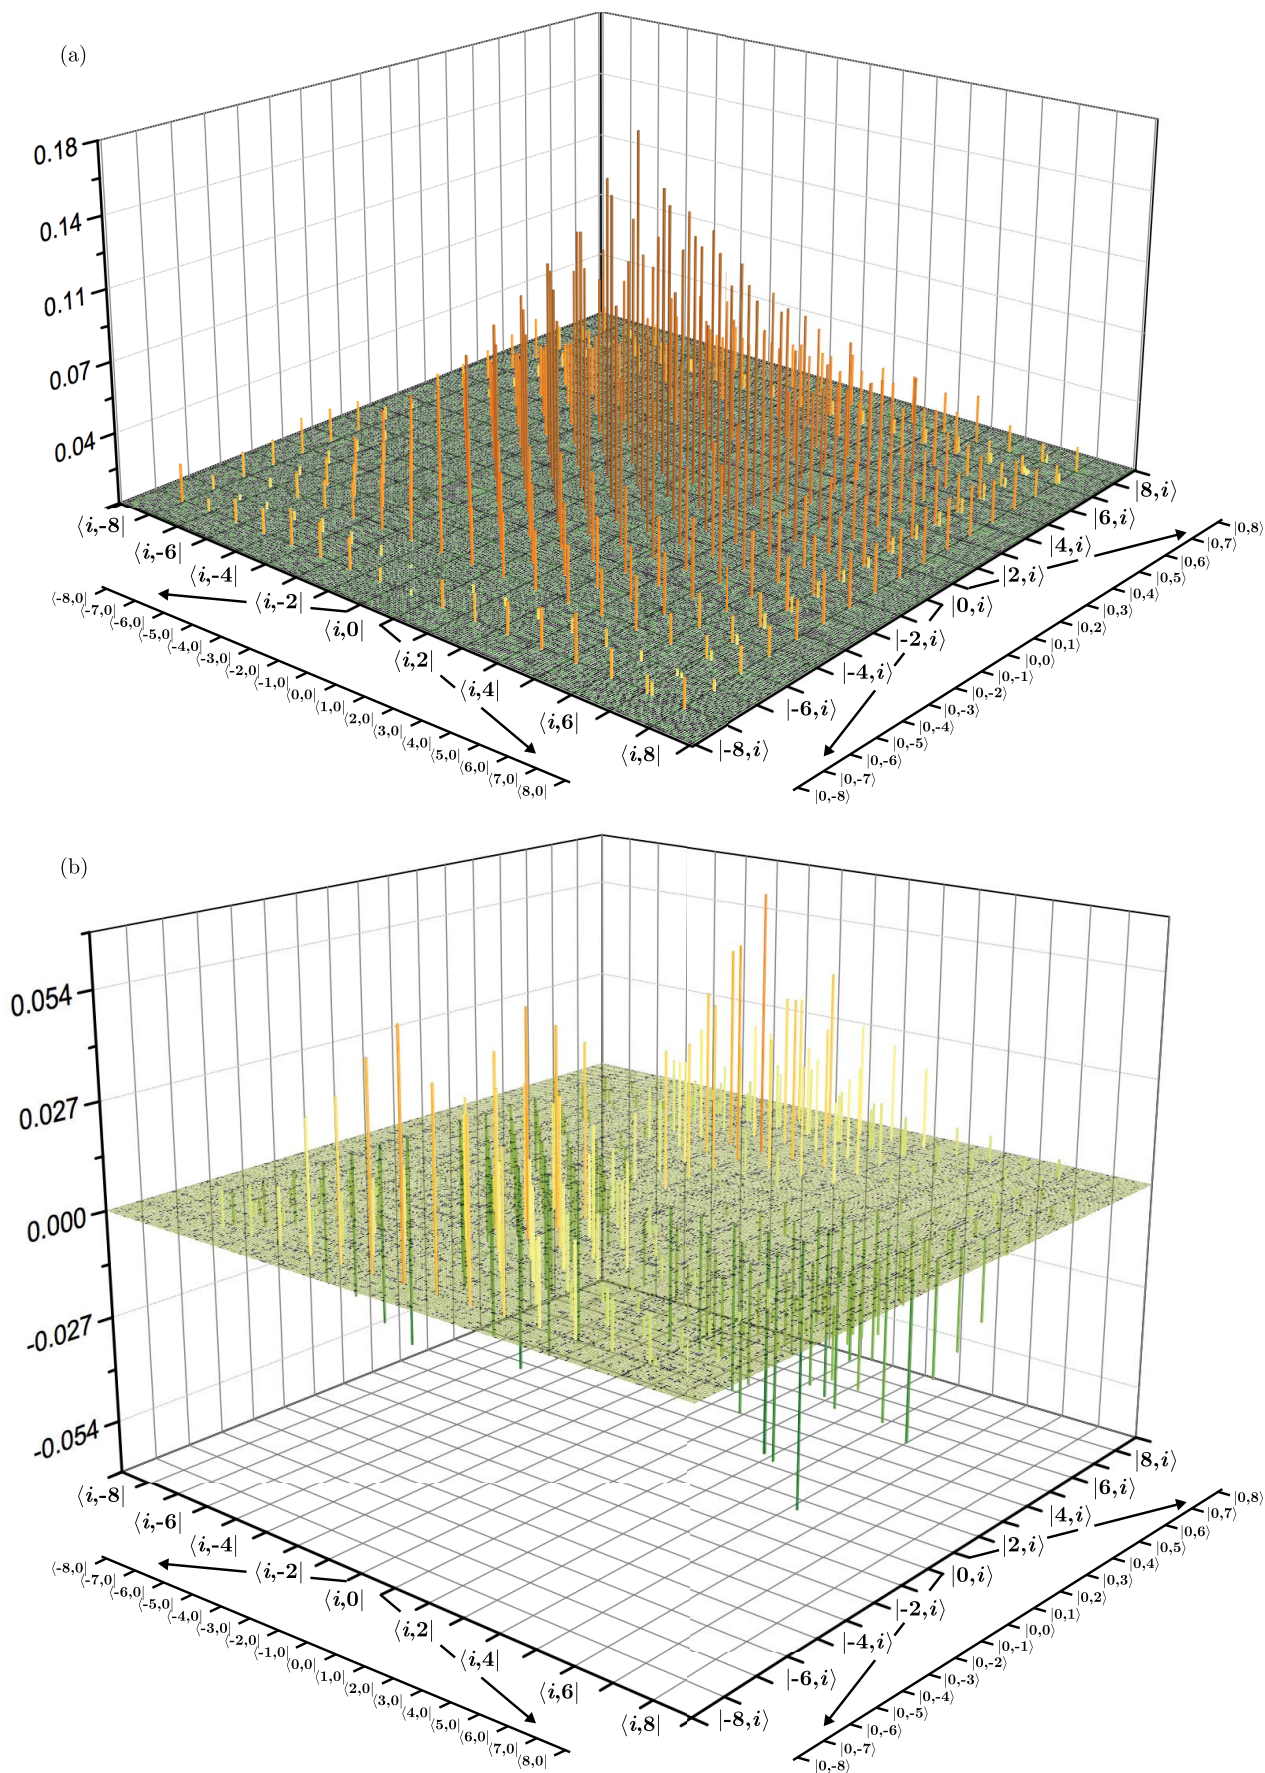 (a)
0.18
0.14
0.11
0.07
0.04
⟨i,-8|
⟨i,-6|
⟨i,-4|
⟨i,-2|
⟨i,0|
⟨i,2|
⟨i,4|
⟨i,6|
⟨i,8|
|-8,i⟩
|-6,i⟩
|-4,i⟩
|-2,i⟩
|0,i⟩
|2,i⟩
|4,i⟩
|6,i⟩
|8,i⟩
⟨-8,0|
⟨-7,0|
⟨-6,0|
⟨-5,0|
⟨-4,0|
⟨-3,0|
⟨-2,0|
⟨-1,0|
⟨0,0|
⟨1,0|
⟨2,0|
⟨3,0|
⟨4,0|
⟨5,0|
⟨6,0|
⟨7,0|
⟨8,0|
|0,-8⟩
|0,-7⟩
|0,-6⟩
|0,-5⟩
|0,-4⟩
|0,-3⟩
|0,-2⟩
|0,-1⟩
|0,0⟩
|0,1⟩
|0,2⟩
|0,3⟩
|0,4⟩
|0,5⟩
|0,6⟩
|0,7⟩
|0,8⟩
(b)
0.054
0.027
0.000
-0.027
-0.054
⟨i,-8|
⟨i,-6|
⟨i,-4|
⟨i,-2|
⟨i,0|
⟨i,2|
⟨i,4|
⟨i,6|
⟨i,8|
|-8,i⟩
|-6,i⟩
|-4,i⟩
|-2,i⟩
|0,i⟩
|2,i⟩
|4,i⟩
|6,i⟩
|8,i⟩
⟨-8,0|
⟨-7,0|
⟨-6,0|
⟨-5,0|
⟨-4,0|
⟨-3,0|
⟨-2,0|
⟨-1,0|
⟨0,0|
⟨1,0|
⟨2,0|
⟨3,0|
⟨4,0|
⟨5,0|
⟨6,0|
⟨7,0|
⟨8,0|
|0,-8⟩
|0,-7⟩
|0,-6⟩
|0,-5⟩
|0,-4⟩
|0,-3⟩
|0,-2⟩
|0,-1⟩
|0,0⟩
|0,1⟩
|0,2⟩
|0,3⟩
|0,4⟩
|0,5⟩
|0,6⟩
|0,7⟩
|0,8⟩